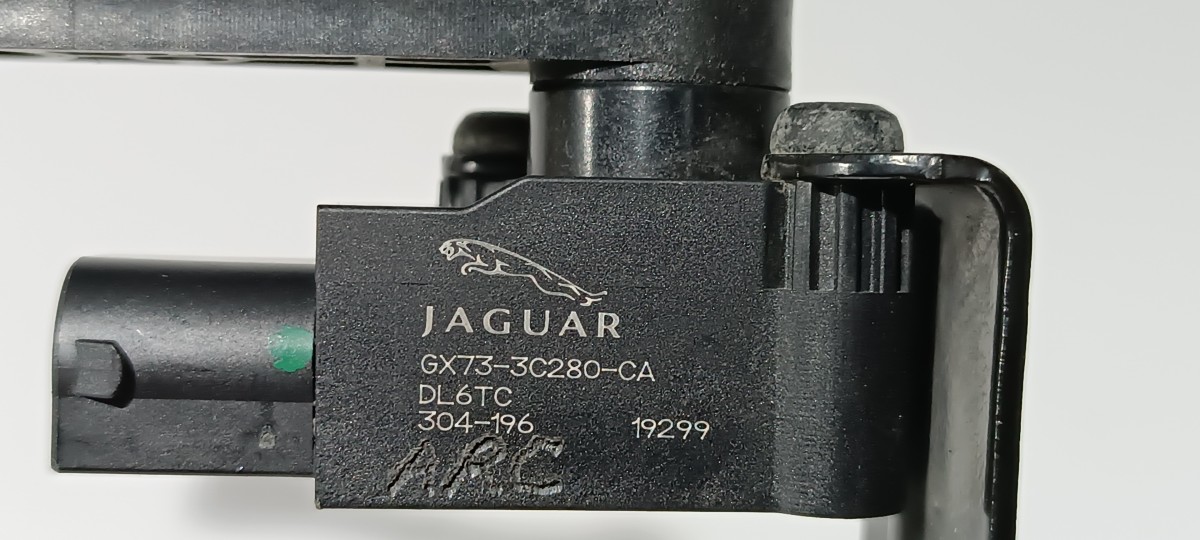 JAGUAR
GX73-3C280-CA
DL6TC
304-196 19299
ARC